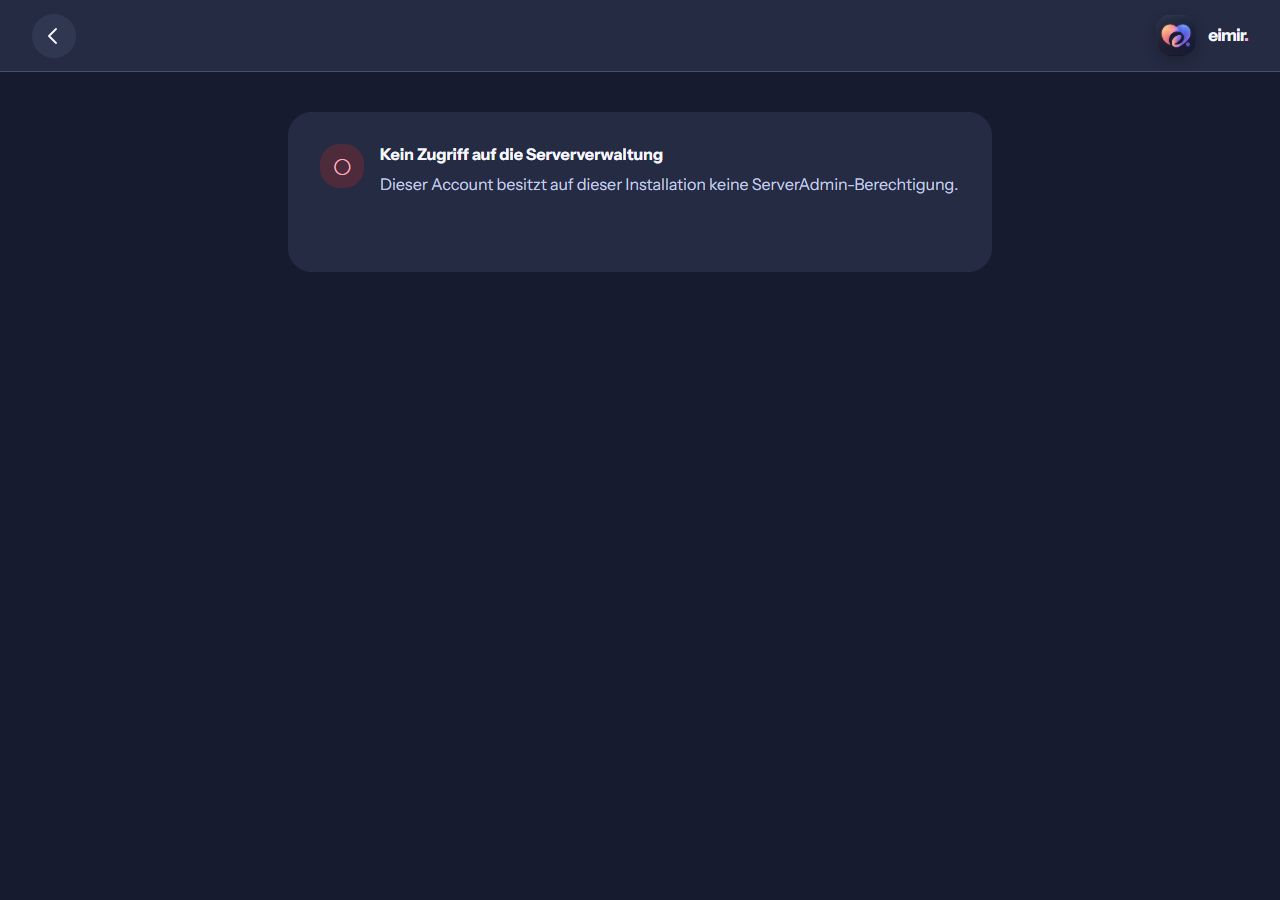 eimir.
Kein Zugriff auf die Serververwaltung
Dieser Account besitzt auf dieser Installation keine ServerAdmin-Berechtigung.